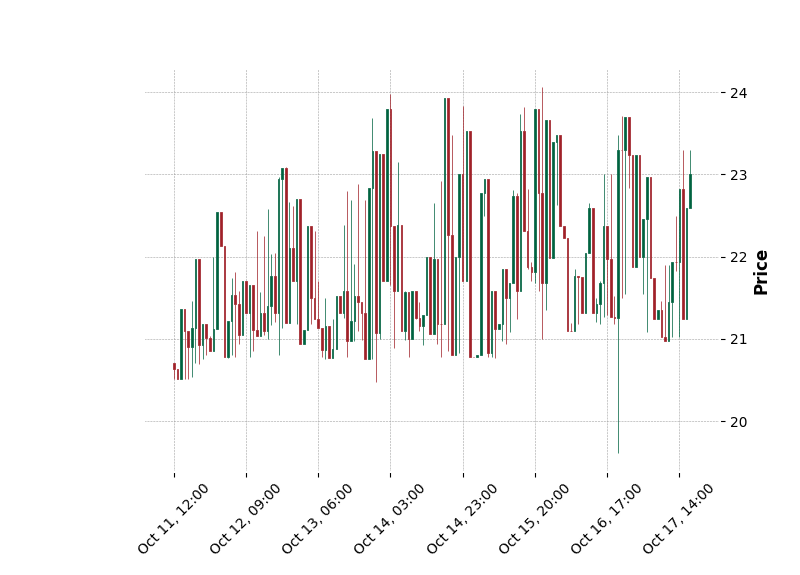 24
23
22
21
20
Price
Oct 11, 12:00
Oct 12, 09:00
Oct 13, 06:00
Oct 14, 03:00
Oct 14, 23:00
Oct 15, 20:00
Oct 16, 17:00
Oct 17, 14:00